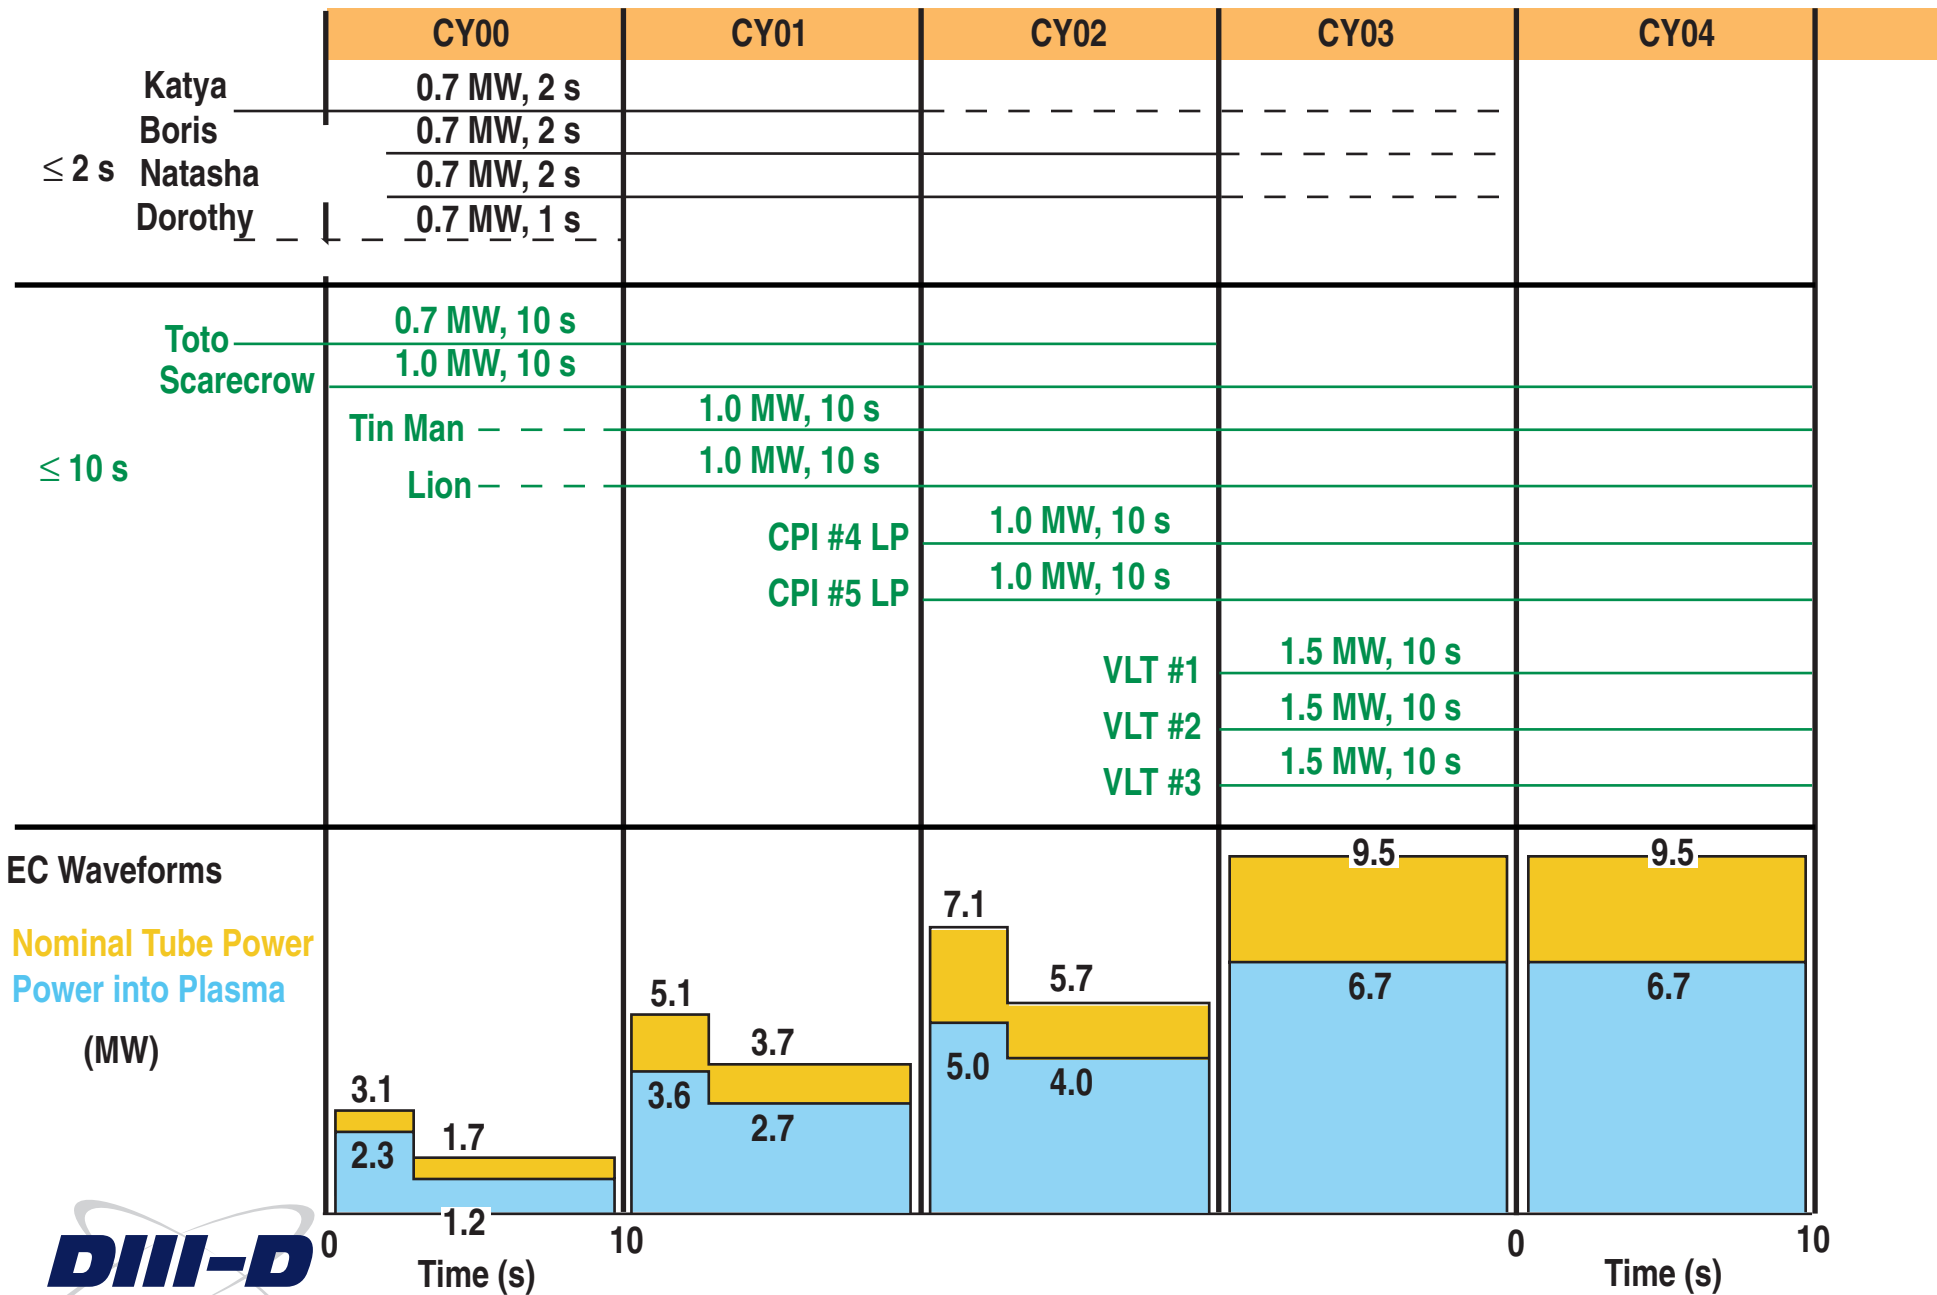 CY00 CY01 CY02 CY03 CY04
Katya 0.7 MW, 2 s
Boris 0.7 MW, 2 s
≤ 2 s Natasha 0.7 MW, 2 s
Dorothy 0.7 MW, 1 s
Toto 0.7 MW, 10 s
Scarecrow 1.0 MW, 10 s
Tin Man 1.0 MW, 10 s
≤ 10 s
Lion 1.0 MW, 10 s
CPI #4 LP 1.0 MW, 10 s
CPI #5 LP 1.0 MW, 10 s
VLT #1 1.5 MW, 10 s
VLT #2 1.5 MW, 10 s
VLT #3 1.5 MW, 10 s
EC Waveforms
Nominal Tube Power
Power into Plasma
(MW)
3.1
2.3
1.7
1.2
5.1
3.6
3.7
2.7
7.1
5.0
5.7
4.0
9.5
6.7
9.5
6.7
0 10 0 10
Time (s) Time (s)
DIII-D